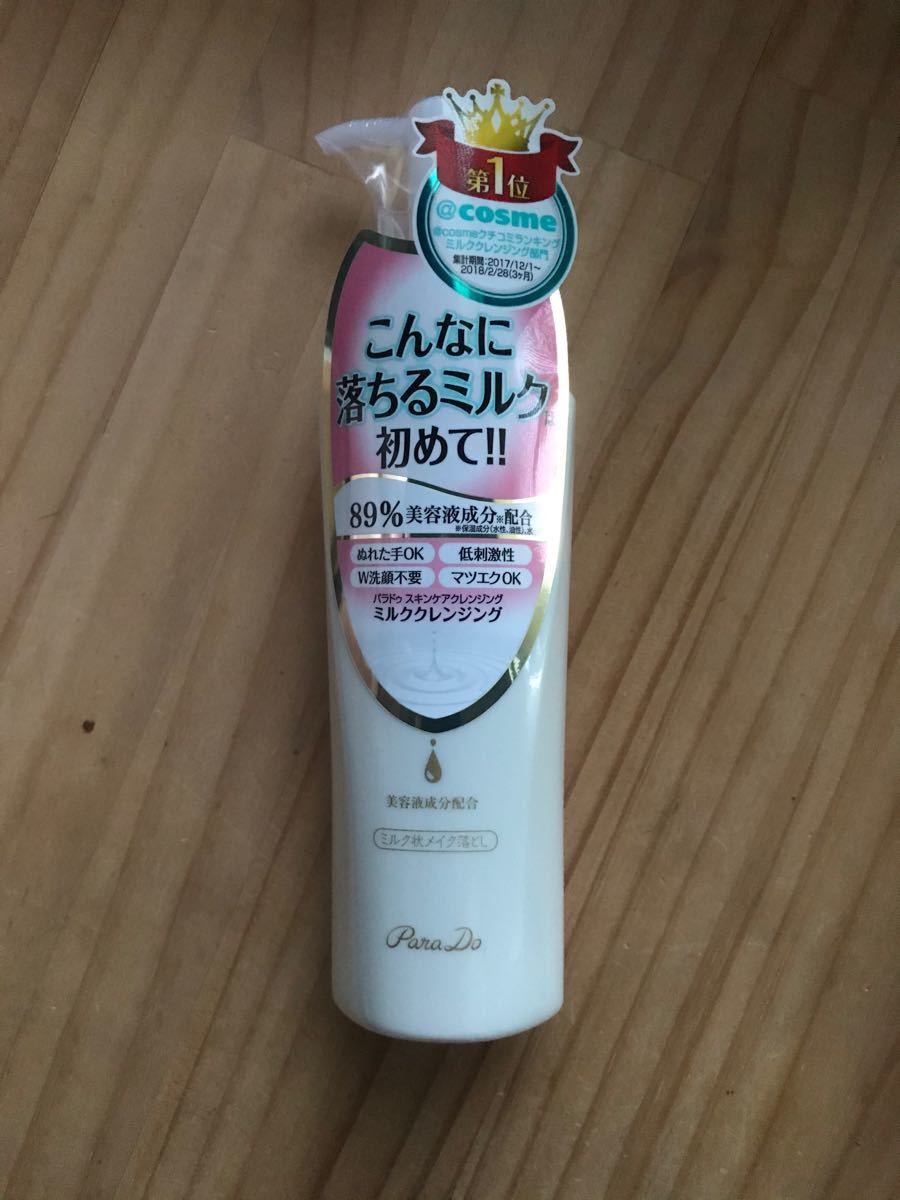 第1位
@cosme
@cosmeクチコミランキング
ミルククレンジング部門
集計期間:2017/12/1~
2018/2/28(3ヶ月)
こんなに
落ちるミルクは
初めて!!
89%美容液成分※配合
※保湿成分(水性、油性)、水
ぬれた手OK 低刺激性
W洗顔不要 マツエクOK
パラドゥ スキンケアクレンジング
ミルククレンジング
美容液成分配合
ミルク状メイク落とし
ParaDo